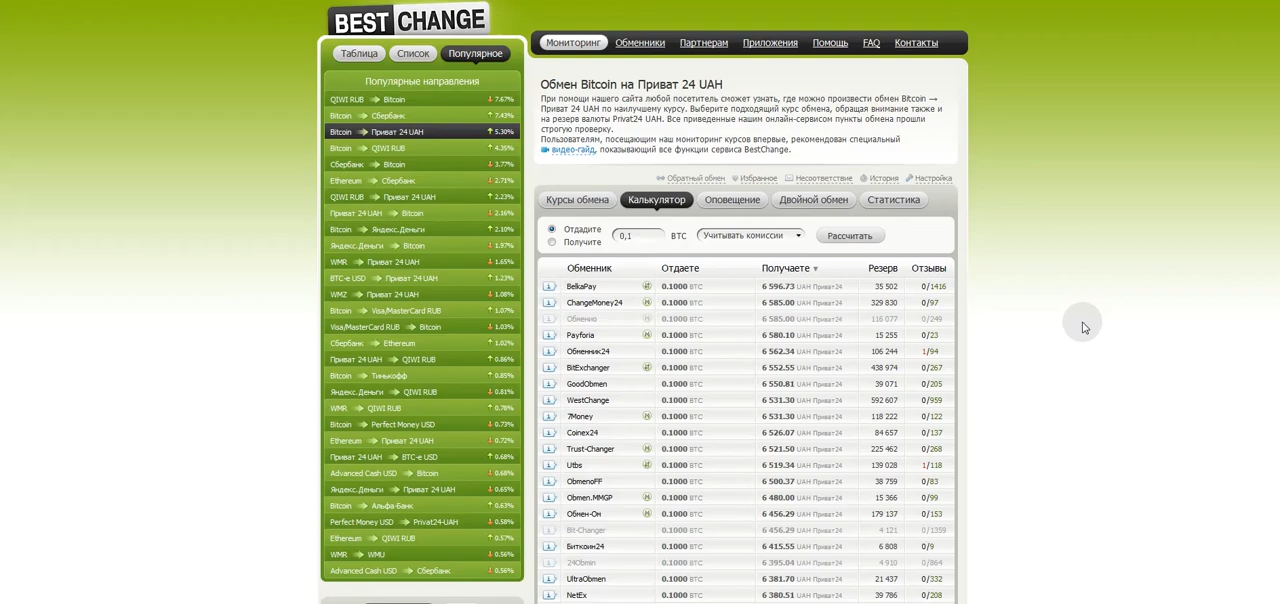 BEST CHANGE
Таблица Список Популярное
Популярные направления
QIWI RUB Bitcoin 7.67%
Bitcoin Сбербанк 7.43%
Bitcoin Приват 24 UAH 5.30%
Bitcoin QIWI RUB 4.35%
Сбербанк Bitcoin 3.77%
Ethereum Сбербанк 2.71%
QIWI RUB Приват 24 UAH 2.23%
Приват 24 UAH Bitcoin 2.16%
Bitcoin Яндекс.Деньги 2.10%
Яндекс.Деньги Bitcoin 1.97%
WMR Приват 24 UAH 1.65%
BTC-e USD Приват 24 UAH 1.23%
WMZ Приват 24 UAH 1.08%
Bitcoin Visa/MasterCard RUB 1.07%
Visa/MasterCard RUB Bitcoin 1.03%
Сбербанк Ethereum 1.02%
Приват 24 UAH QIWI RUB 0.86%
Bitcoin Тинькофф 0.85%
Яндекс.Деньги QIWI RUB 0.81%
WMR QIWI RUB 0.78%
Bitcoin Perfect Money USD 0.73%
Ethereum Приват 24 UAH 0.72%
Приват 24 UAH BTC-e USD 0.68%
Advanced Cash USD Bitcoin 0.68%
Яндекс.Деньги Приват 24 UAH 0.65%
Bitcoin Альфа-Банк 0.63%
Perfect Money USD Privat24-UAH 0.58%
Ethereum QIWI RUB 0.57%
WMR WMU 0.56%
Advanced Cash USD Сбербанк 0.56%
Мониторинг Обменники Партнерам Приложения Помощь FAQ Контакты
Обмен Bitcoin на Приват 24 UAH
При помощи нашего сайта любой посетитель сможет узнать, где можно произвести обмен Bitcoin →
Приват 24 UAH по наилучшему курсу. Выберите подходящий курс обмена, обращая внимание также и
на резерв валюты Privat24 UAH. Все приведенные нашим онлайн-сервисом пункты обмена прошли
строгую проверку.
Пользователям, посещающим наш мониторинг курсов впервые, рекомендован специальный
видео-гайд, показывающий все функции сервиса BestChange.
Обратный обмен Избранное Несоответствие История Настройка
Курсы обмена Калькулятор Оповещение Двойной обмен Статистика
Отдадите
Получите
0,1 BTC Учитывать комиссии Рассчитать
Обменник Отдаете Получаете ▼ Резерв Отзывы
BelkaPay 0.1000 BTC 6 596.73 UAH Приват24 35 502 0/1416
ChangeMoney24 0.1000 BTC 6 585.00 UAH Приват24 329 830 0/97
Обменио 0.1000 BTC 6 585.00 UAH Приват24 116 077 0/249
Payforia 0.1000 BTC 6 580.10 UAH Приват24 15 255 0/23
Обменник24 0.1000 BTC 6 562.34 UAH Приват24 106 244 1/94
BitExchanger 0.1000 BTC 6 552.55 UAH Приват24 438 974 0/267
GoodObmen 0.1000 BTC 6 550.81 UAH Приват24 39 071 0/205
WestChange 0.1000 BTC 6 531.30 UAH Приват24 592 607 0/959
7Money 0.1000 BTC 6 531.30 UAH Приват24 118 222 0/122
Coinex24 0.1000 BTC 6 526.07 UAH Приват24 84 657 0/137
Trust-Changer 0.1000 BTC 6 521.50 UAH Приват24 225 462 0/268
Utbs 0.1000 BTC 6 519.34 UAH Приват24 139 028 1/118
ObmenoFF 0.1000 BTC 6 500.37 UAH Приват24 38 759 0/83
Obmen.MMGP 0.1000 BTC 6 480.00 UAH Приват24 15 366 0/99
Обмен-Он 0.1000 BTC 6 456.29 UAH Приват24 179 137 0/153
Bit-Changer 0.1000 BTC 6 456.29 UAH Приват24 4 121 0/1359
Биткоин24 0.1000 BTC 6 415.55 UAH Приват24 6 808 0/9
24Obmin 0.1000 BTC 6 395.04 UAH Приват24 4 910 0/864
UltraObmen 0.1000 BTC 6 381.70 UAH Приват24 21 437 0/332
NetEx 0.1000 BTC 6 380.51 UAH Приват24 39 786 0/208